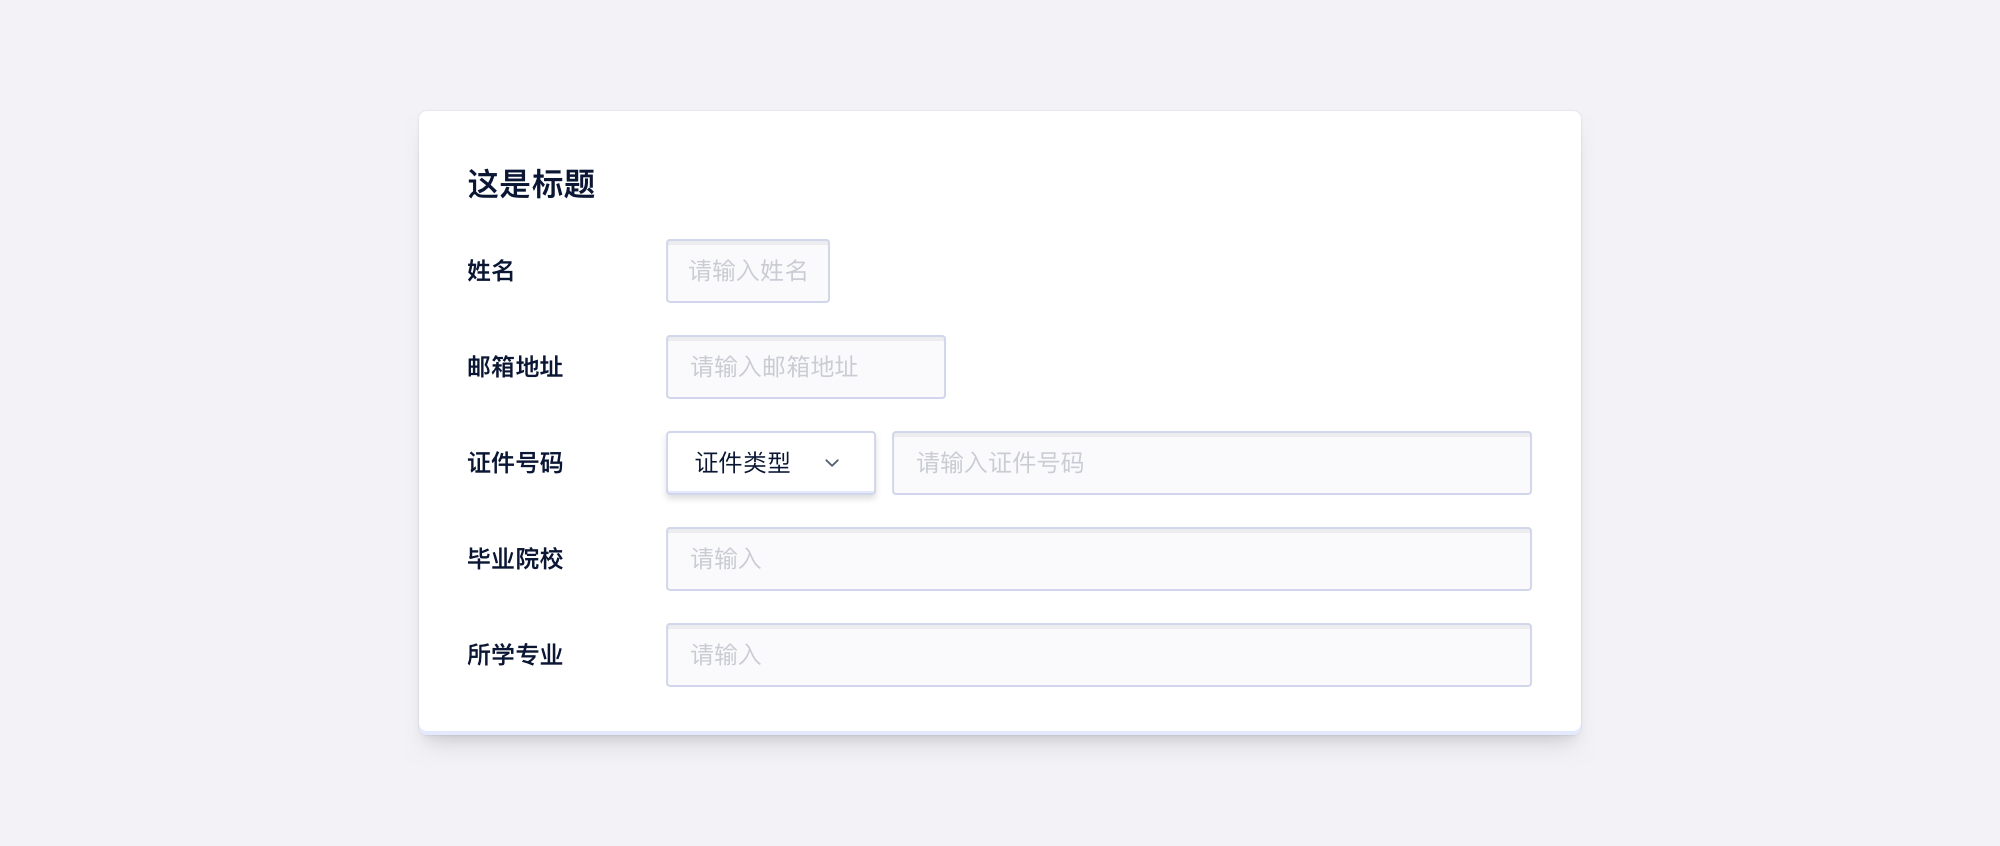 这是标题
姓名 请输入姓名
邮箱地址 请输入邮箱地址
证件号码 证件类型 请输入证件号码
毕业院校 请输入
所学专业 请输入